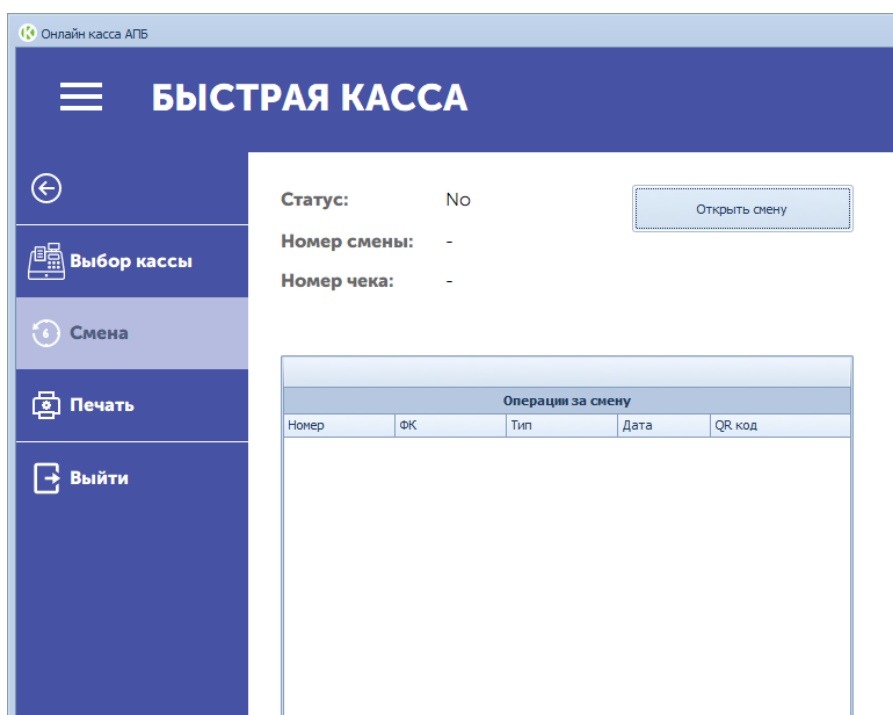 Онлайн касса АПБ
БЫСТРАЯ КАССА
Статус: No
Открыть смену
Номер смены: -
Номер чека: -
Выбор кассы
6
Смена
Печать
Выйти
Операции за смену
Номер ФК Тип Дата QR код